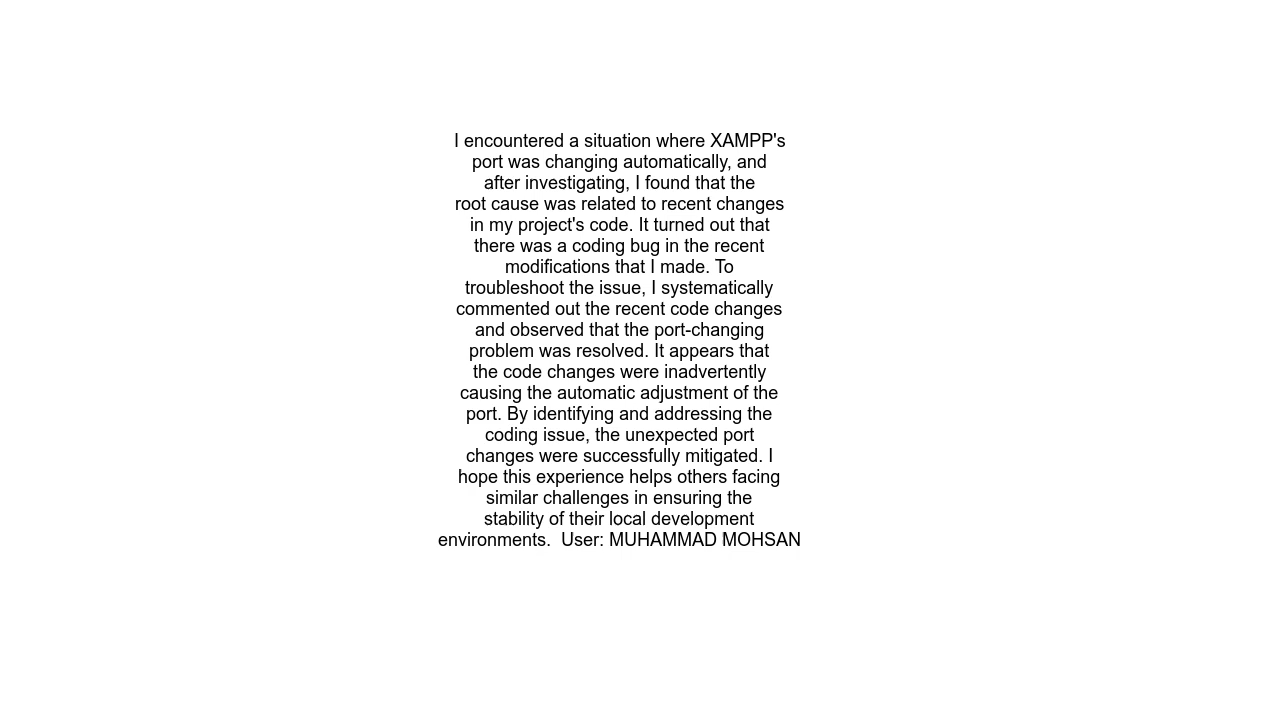 I encountered a situation where XAMPP's
port was changing automatically, and
after investigating, I found that the
root cause was related to recent changes
in my project's code. It turned out that
there was a coding bug in the recent
modifications that I made. To
troubleshoot the issue, I systematically
commented out the recent code changes
and observed that the port-changing
problem was resolved. It appears that
the code changes were inadvertently
causing the automatic adjustment of the
port. By identifying and addressing the
coding issue, the unexpected port
changes were successfully mitigated. I
hope this experience helps others facing
similar challenges in ensuring the
stability of their local development
environments.  User: MUHAMMAD MOHSAN